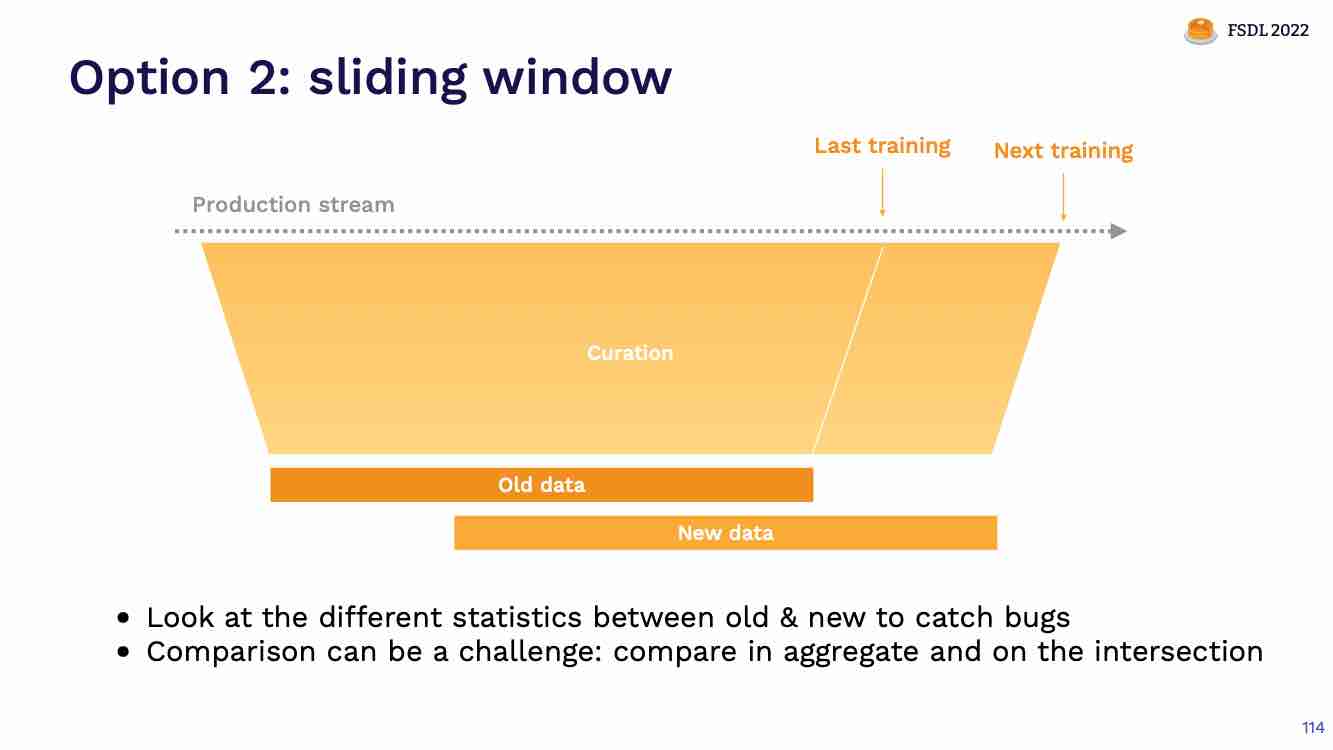 FSDL 2022
Option 2: sliding window
Last training
Next training
Production stream
Curation
Old data
New data
• Look at the different statistics between old & new to catch bugs
• Comparison can be a challenge: compare in aggregate and on the intersection
114